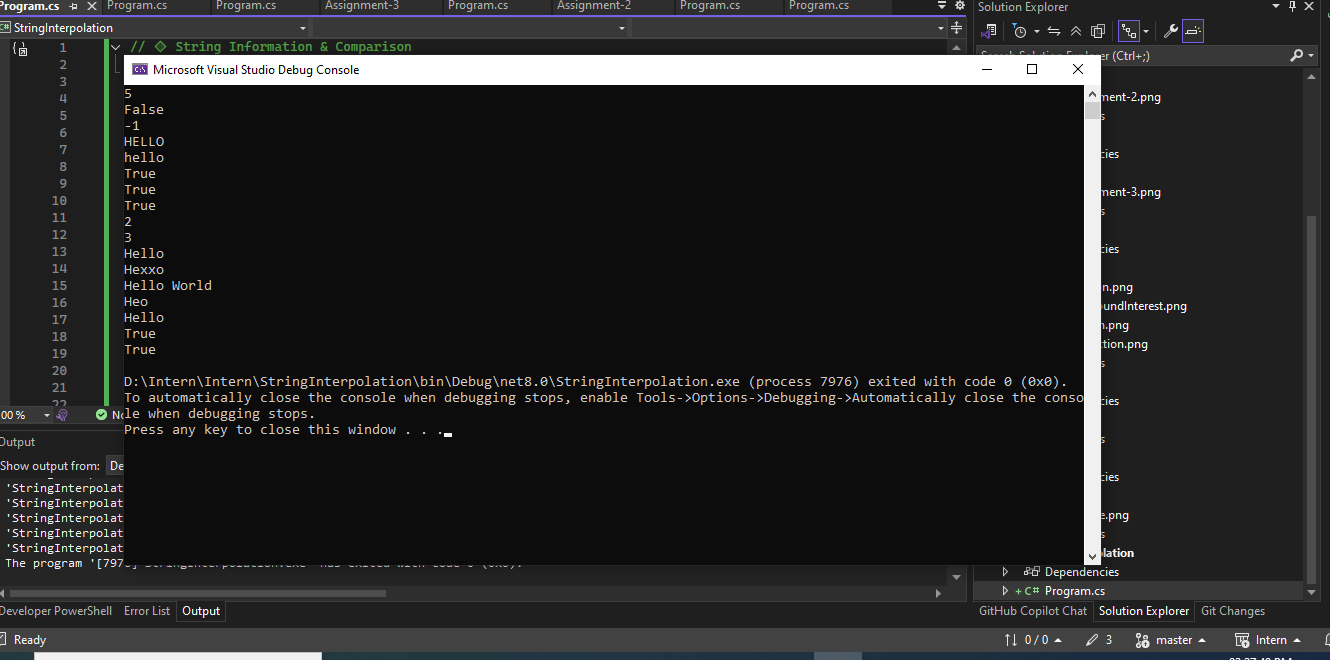 Program.cs Program.cs Program.cs Assignment-3 Program.cs Assignment-2 Program.cs Program.cs
Solution Explorer
StringInterpolation
1 // String Information & Comparison
2
3
4
5
6
7
8
9
10
11
12
13
14
15
16
17
18
19
20
21
22
Microsoft Visual Studio Debug Console
5
False
-1
HELLO
hello
True
True
True
2
3
Hello
Hexxo
Hello World
Heo
Hello
True
True
D:\Intern\Intern\StringInterpolation\bin\Debug\net8.0\StringInterpolation.exe (process 7976) exited with code 0 (0x0).
To automatically close the console when debugging stops, enable Tools->Options->Debugging->Automatically close the conso
le when debugging stops.
Press any key to close this window . . .
(Ctrl+;)
ment-2.png
s
cies
ment-3.png
s
cies
n.png
oundInterest.png
n.png
ction.png
s
cies
s
cies
e.png
s
lation
Dependencies
+ C# Program.cs
00 % No
Output
Show output from: De
'StringInterpolat
'StringInterpolat
'StringInterpolat
'StringInterpolat
'StringInterpolat
The program '[797
Developer PowerShell Error List Output
GitHub Copilot Chat Solution Explorer Git Changes
Ready 0 / 0 3 master Intern